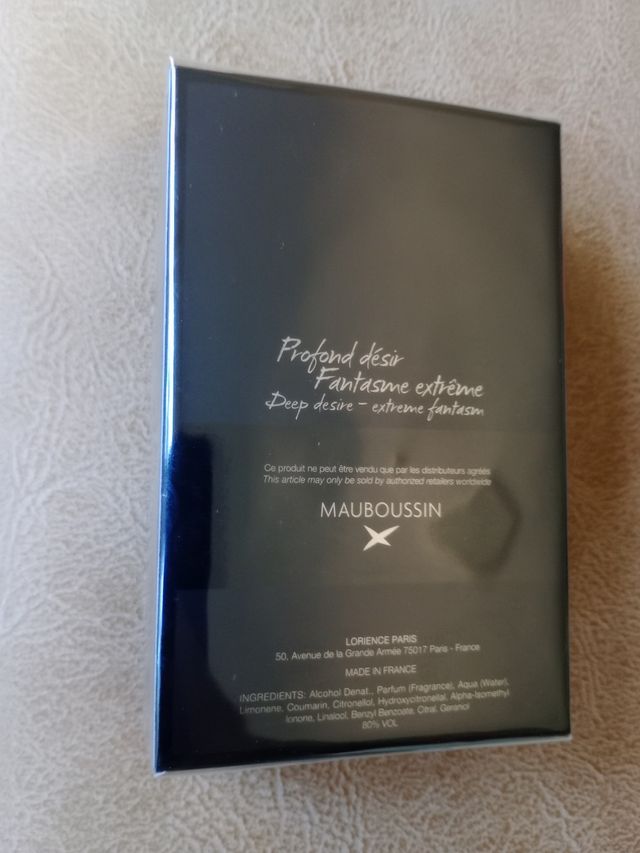 Profond désir
Fantasme extrême
Deep desire - extreme fantasm
Ce produit ne peut être vendu que par les distributeurs agréés
This article may only be sold by authorized retailers worldwide
MAUBOUSSIN
LORIENCE PARIS
50, Avenue de la Grande Armée 75017 Paris - France
MADE IN FRANCE
INGREDIENTS: Alcohol Denat., Parfum (Fragrance), Aqua (Water),
Limonene, Coumarin, Citronellol, Hydroxycitronellal, Alpha-Isomethyl
Ionone, Linalool, Benzyl Benzoate, Citral, Geraniol
80% VOL